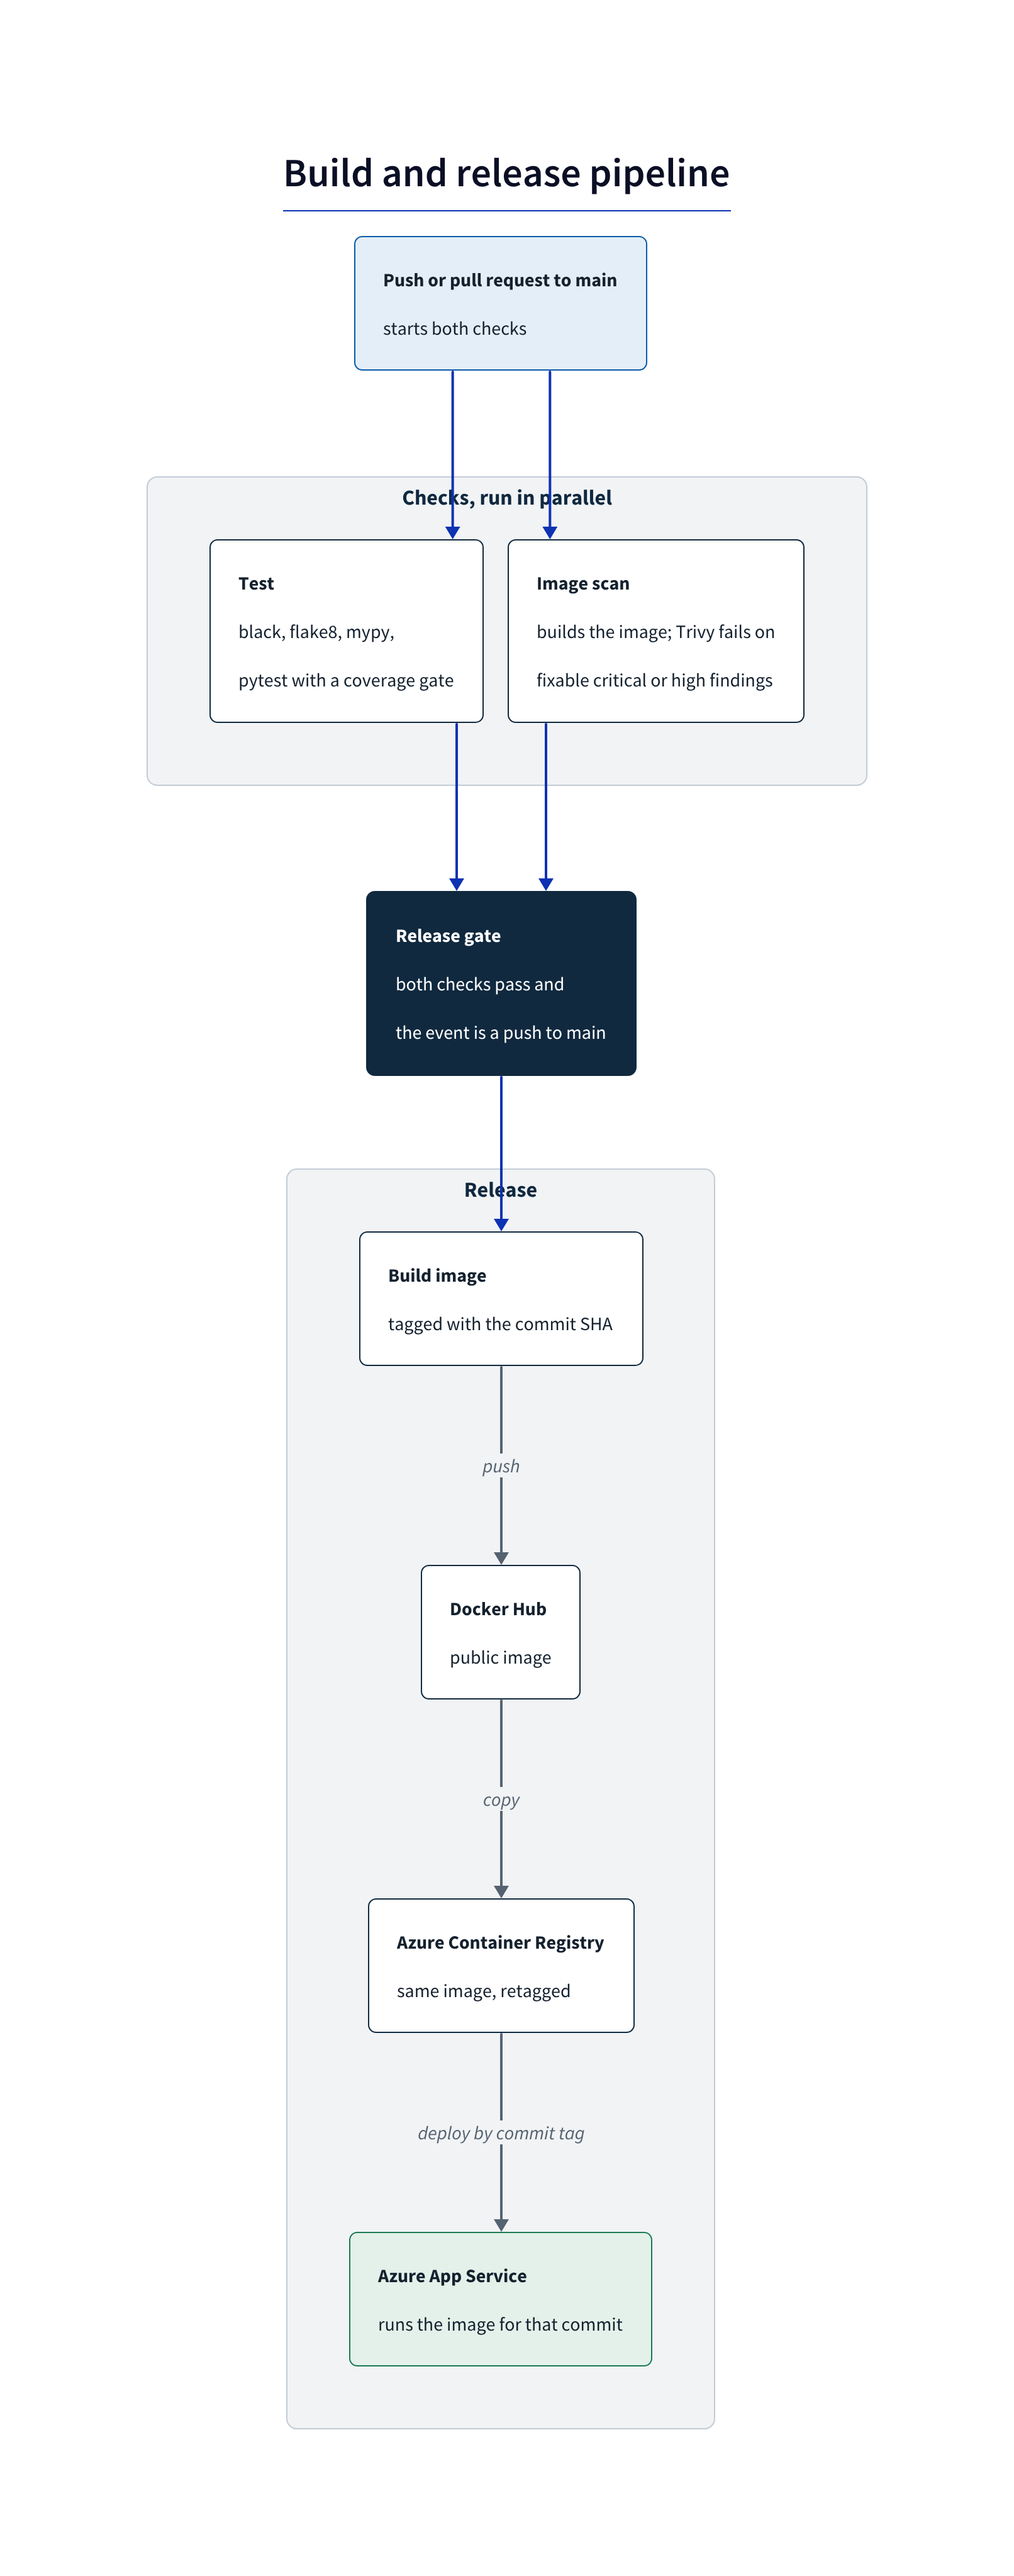 Build and release pipeline
Push or pull request to main
starts both checks
Checks, run in parallel
Test
black, flake8, mypy,
pytest with a coverage gate
Image scan
builds the image; Trivy fails on
fixable critical or high findings
Release gate
both checks pass and
the event is a push to main
Release
Build image
tagged with the commit SHA
push
Docker Hub
public image
copy
Azure Container Registry
same image, retagged
deploy by commit tag
Azure App Service
runs the image for that commit